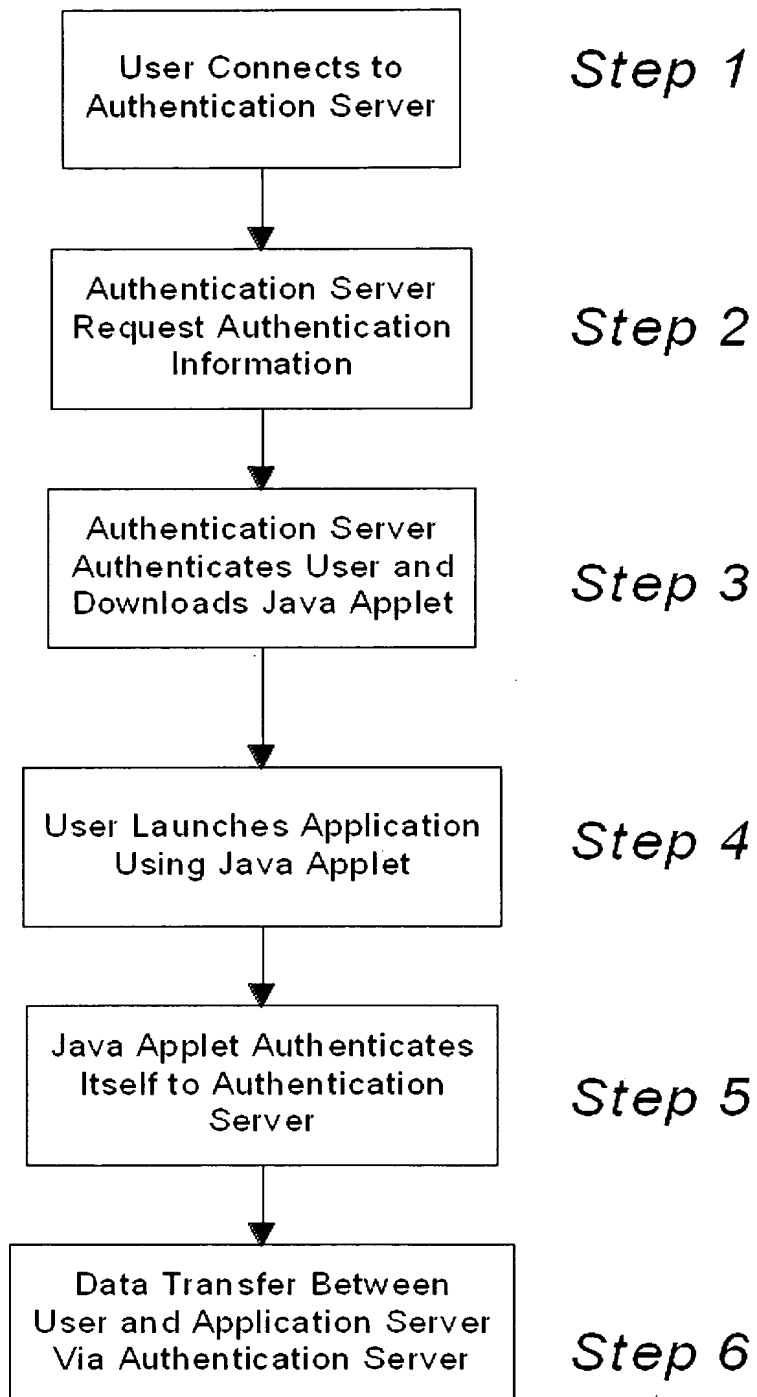 User Connects to
Authentication Server
Step 1
Authentication Server
Request Authentication
Information
Step 2
Authentication Server
Authenticates User and
Downloads Java Applet
Step 3
User Launches Application
Using Java Applet
Step 4
Java Applet Authenticates
Itself to Authentication
Server
Step 5
Data Transfer Between
User and Application Server
Via Authentication Server
Step 6